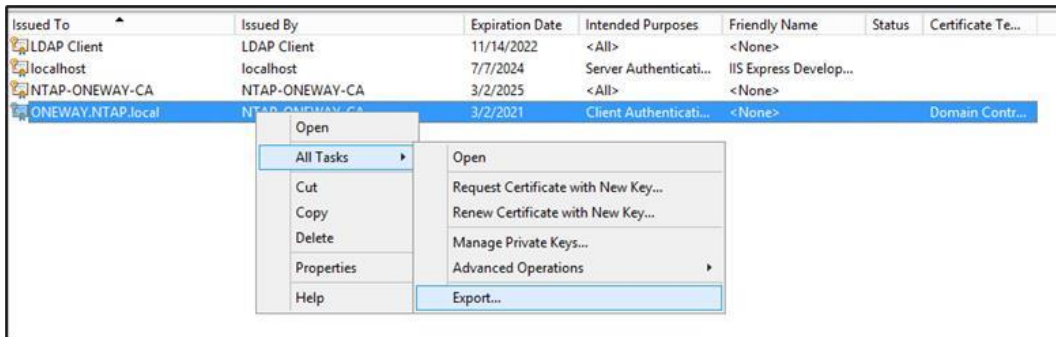 Issued To Issued By Expiration Date Intended Purposes Friendly Name Status Certificate Te...
LDAP Client LDAP Client 11/14/2022 <All> <None>
localhost localhost 7/7/2024 Server Authenticati... IIS Express Develop...
NTAP-ONEWAY-CA NTAP-ONEWAY-CA 3/2/2025 <All> <None>
ONEWAY.NTAP.local NTAP-ONEWAY-CA 3/2/2021 Client Authenticati... <None> Domain Contr...
Open
All Tasks
Cut
Copy
Delete
Properties
Help
Open
Request Certificate with New Key...
Renew Certificate with New Key...
Manage Private Keys...
Advanced Operations
Export...